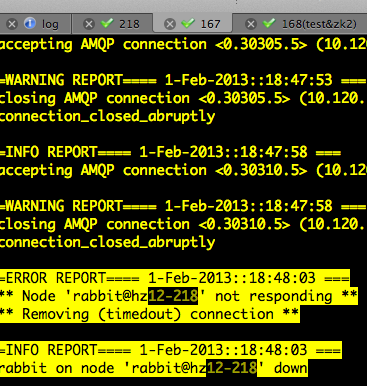 log 218 167 168(test&zk2)
accepting AMQP connection <0.30305.5> (10.12
=WARNING REPORT==== 1-Feb-2013::18:47:53 ===
closing AMQP connection <0.30305.5> (10.120.
connection_closed_abruptly
=INFO REPORT==== 1-Feb-2013::18:47:58 ===
accepting AMQP connection <0.30310.5> (10.12
=WARNING REPORT==== 1-Feb-2013::18:47:58 ===
closing AMQP connection <0.30310.5> (10.120.
connection_closed_abruptly
=ERROR REPORT==== 1-Feb-2013::18:48:03 ===
** Node 'rabbit@hz12-218' not responding **
** Removing (timedout) connection **
=INFO REPORT==== 1-Feb-2013::18:48:03 ===
rabbit on node 'rabbit@hz12-218' down